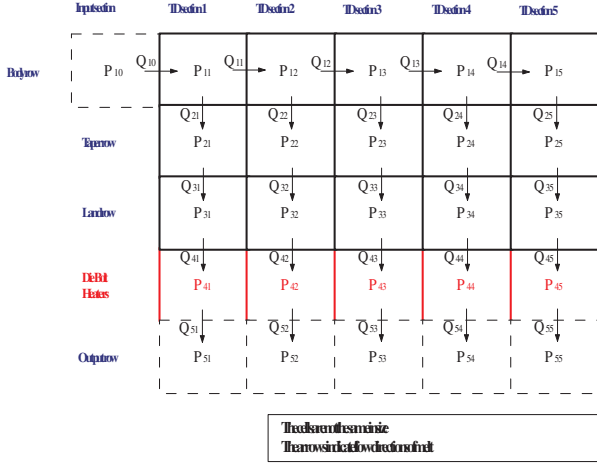 Input section TD section 1 TD section 2 TD section 3 TD section 4 TD section 5
Body row P10 Q10 P11 Q11 P12 Q12 P13 Q13 P14 Q14 P15
Q21 Q22 Q23 Q24 Q25
Taper row P21 P22 P23 P24 P25
Q31 Q32 Q33 Q34 Q35
Land row P31 P32 P33 P34 P35
Q41 Q42 Q43 Q44 Q45
Die Bolt
Heaters P41 P42 P43 P44 P45
Q51 Q52 Q53 Q54 Q55
Output row P51 P52 P53 P54 P55
The cells are not the same in size
The arrows indicate flow directions of melt